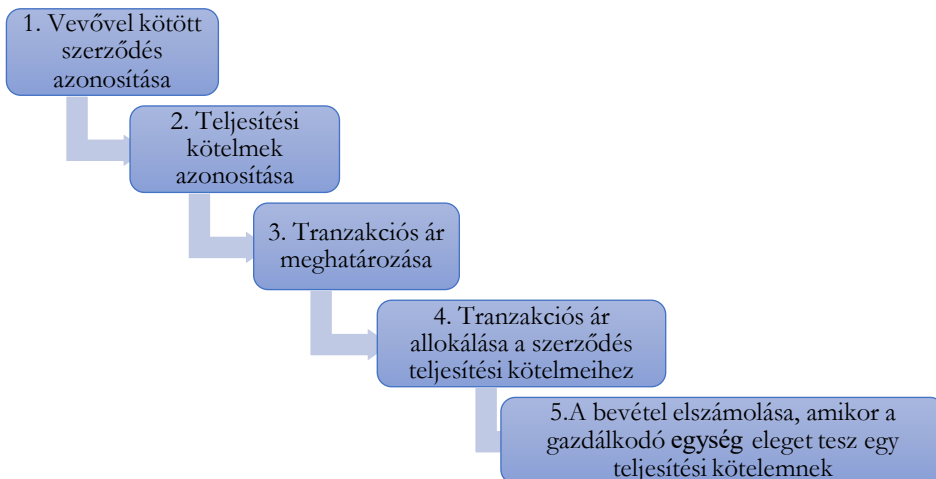 1. Vevővel kötött
szerződés
azonosítása
2. Teljesítési
kötelmek
azonosítása
3. Tranzakciós ár
meghatározása
4. Tranzakciós ár
allokálása a szerződés
teljesítési kötelmeihez
5.A bevétel elszámolása, amikor a
gazdálkodó egység eleget tesz egy
teljesítési kötelemnek